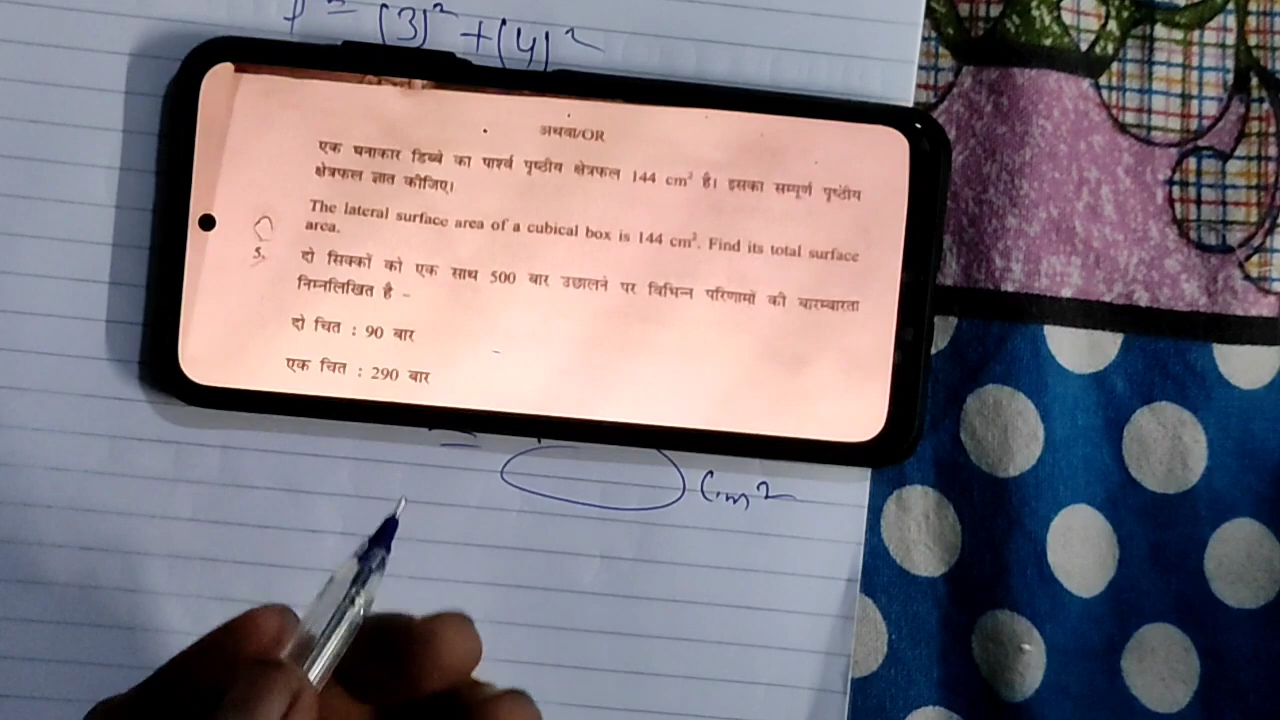 = (3)² + (4)²
अथवा/OR
एक घनाकार डिब्बे का पार्श्व पृष्ठीय क्षेत्रफल 144 cm² है। इसका सम्पूर्ण पृष्ठीय
क्षेत्रफल ज्ञात कीजिए।
The lateral surface area of a cubical box is 144 cm². Find its total surface
area.
5. दो सिक्कों को एक साथ 500 बार उछालने पर विभिन्न परिणामों की बारम्बारता
निम्नलिखित है -
दो चित : 90 बार
एक चित : 290 बार
cm²